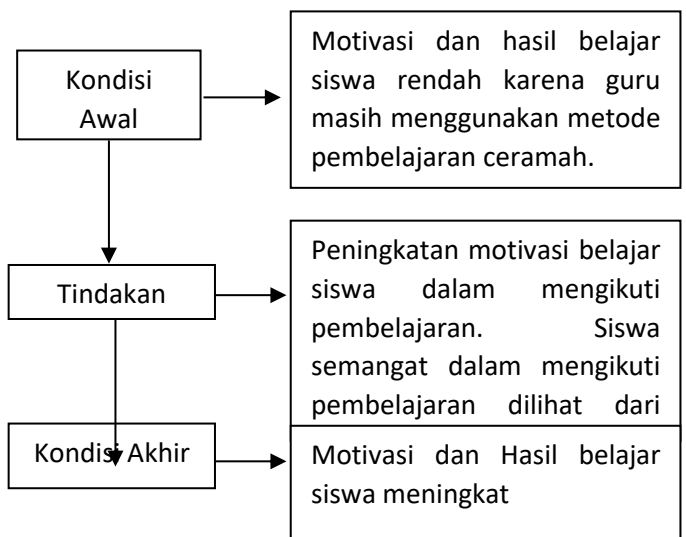 Kondisi
Awal
Motivasi dan hasil belajar
siswa rendah karena guru
masih menggunakan metode
pembelajaran ceramah.
Tindakan
Peningkatan motivasi belajar
siswa dalam mengikuti
pembelajaran. Siswa
semangat dalam mengikuti
pembelajaran dilihat dari
Kondisi Akhir
Motivasi dan Hasil belajar
siswa meningkat